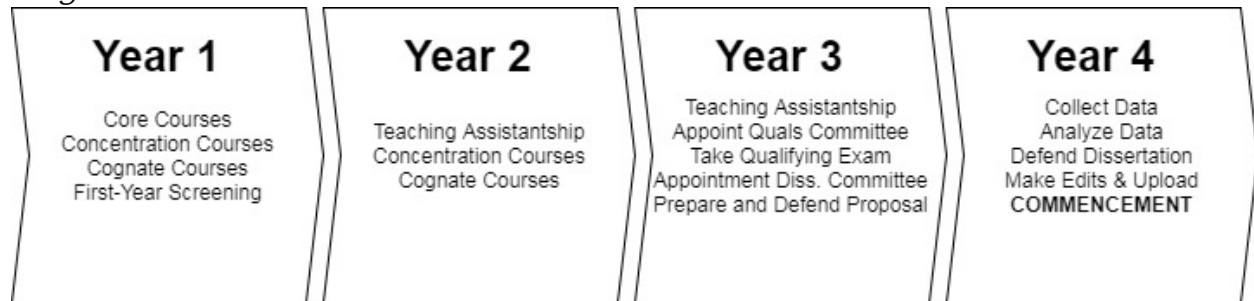 Year 1
Core Courses
Concentration Courses
Cognate Courses
First-Year Screening
Year 2
Teaching Assistantship
Concentration Courses
Cognate Courses
Year 3
Teaching Assistantship
Appoint Quals Committee
Take Qualifying Exam
Appointment Diss. Committee
Prepare and Defend Proposal
Year 4
Collect Data
Analyze Data
Defend Dissertation
Make Edits & Upload
COMMENCEMENT